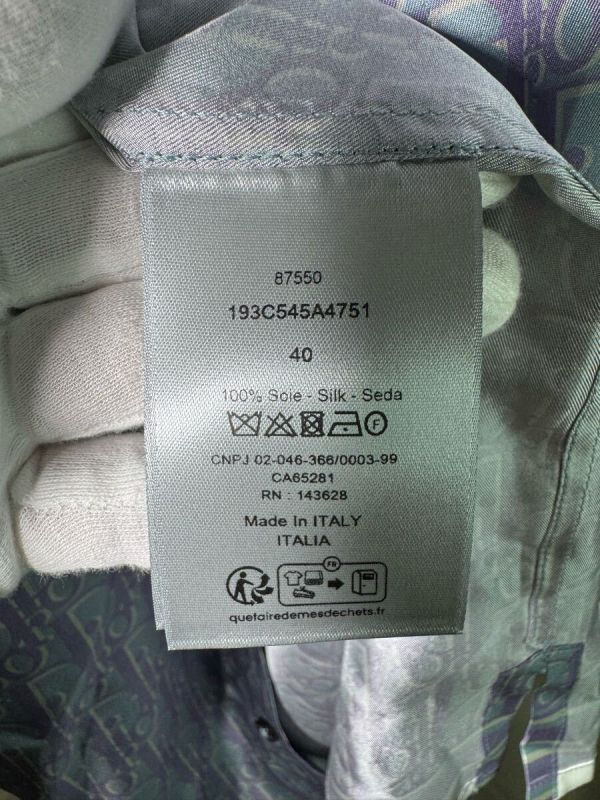 87550
193C545A4751
40
100% Soie - Silk - Seda
F
CNPJ 02-046-366/0003-99
CA65281
RN : 143628
Made In ITALY
ITALIA
FR
quefairedemesdechets.fr